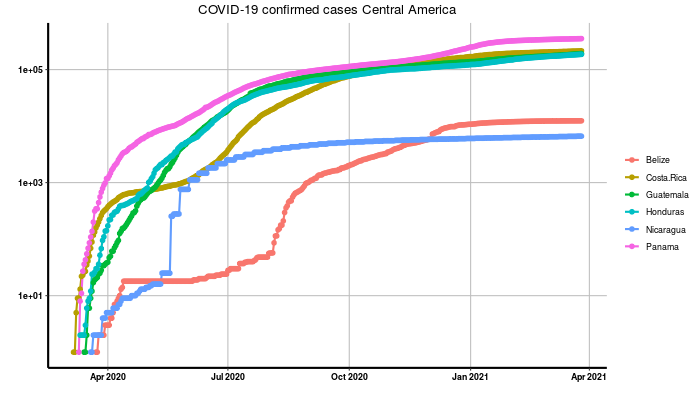 COVID-19 confirmed cases Central America
1e+05
1e+03
1e+01
Apr 2020
Jul 2020
Oct 2020
Jan 2021
Apr 2021
Belize
Costa.Rica
Guatemala
Honduras
Nicaragua
Panama